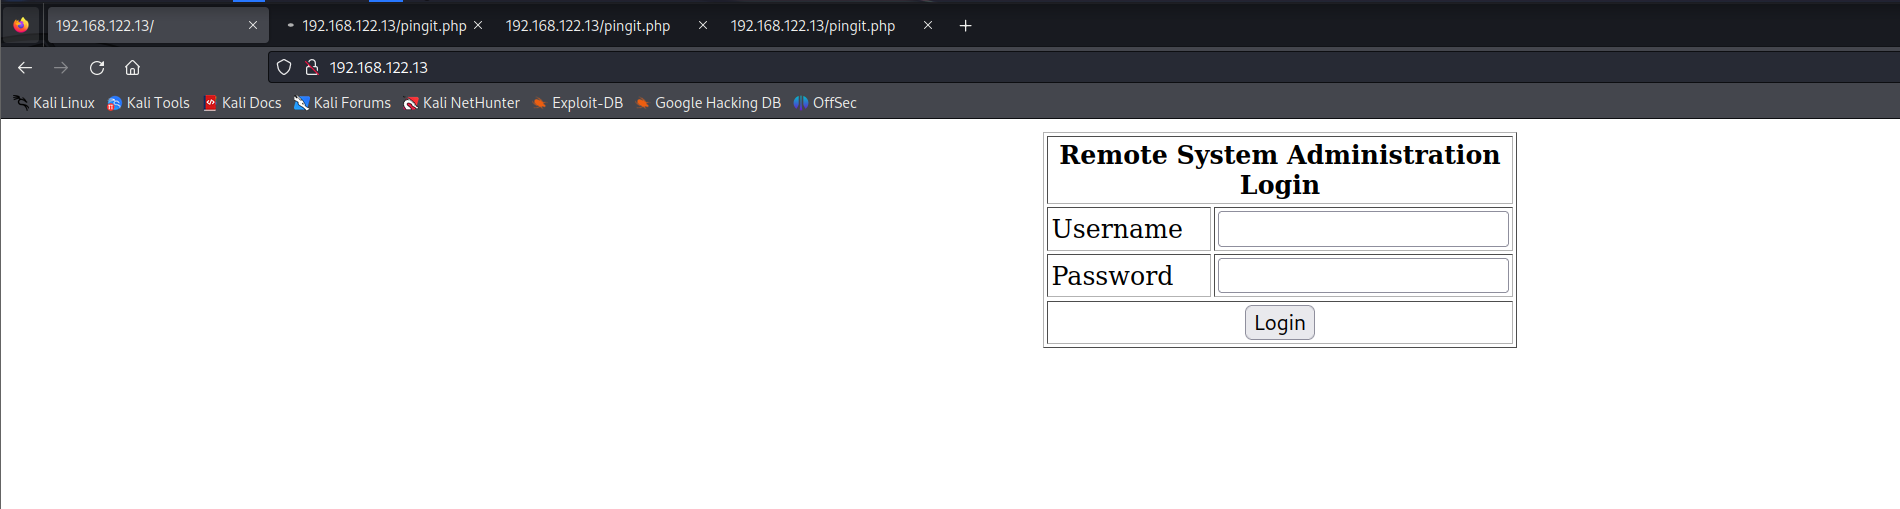 192.168.122.13/
192.168.122.13/pingit.php
192.168.122.13/pingit.php
192.168.122.13/pingit.php
192.168.122.13
Kali Linux
Kali Tools
Kali Docs
Kali Forums
Kali NetHunter
Exploit-DB
Google Hacking DB
OffSec
Remote System Administration
Login
Username
Password
Login